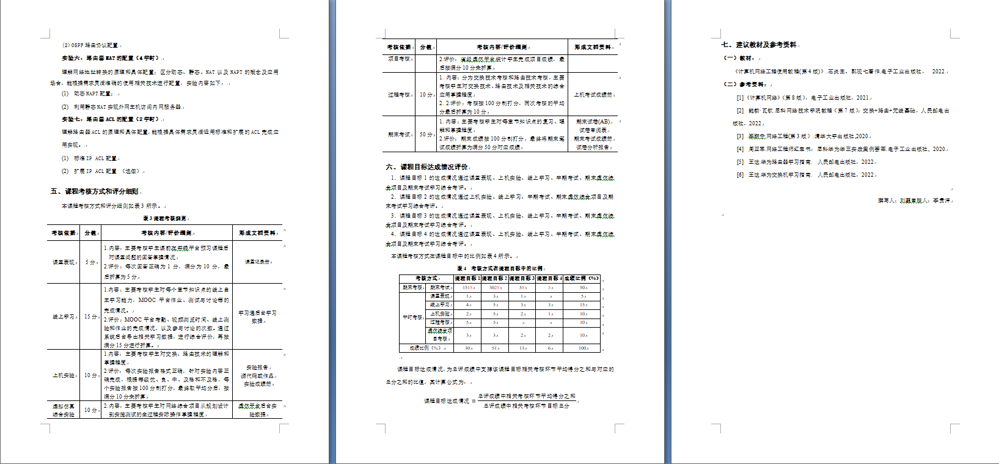 (2) OSPF 路由协议配置
实验六：路由器 NAT 的配置（4 学时）
理解网络地址转换的原理和具体配置；区分动态、静态、NAT 以及 NAPT 的概念及应用
场合，能根据需求灵活准确的使用相关技术进行配置，实验内容如下：
(1) 动态 NAPT 配置；
(2) 利用静态 NAT 实现外网主机访问内网服务器
实验七：路由器 ACL 的配置（2 学时）
理解路由器 ACL 的原理和具体配置，能根据具体需求灵活运用标准和扩展的 ACL 完成应
用实现。
(1) 标准 IP ACL 配置
(2) 扩展 IP ACL 配置 （选做）
五、课程考核方式和评分细则
本课程考核方式和评分细则如表 3 所示。
表 3 课程考核细则
考核依据 分值 考核内容/评价细则 形成文档资料
课堂表现 5 分
1.内容：主要考核学生课前在学银平台预习课程后
对课堂问题的回答掌握情况
2.评价：每次回答正确为 1 分，满分为 10 分，最
后折算为 5 分
课堂记录册
线上学习 15 分
1.内容：主要考核学生对每个章节知识点的线上自
主学习能力，MOOC 平台作业、测试与讨论等的
完成情况。
2.评价：MOOC 平台考勤、视频浏览时间、线上测
验和作业的完成情况，以及参与讨论的次数。通过
系统后台导出相关学习数据，进行综合评价，再按
满分 15 分进行折算。
学习通后台学习
数据
上机实验 10 分
1.内容：主要考核学生对交换、路由技术的理解和
掌握程度
2.评价：每次实验报告格式正确，针对实验内容正
确完成，根据等级优、良、中、及格和不及格，每
个实验报告按 100 分制打分，最终取平均分后，按
满分 10 分来折算
实验报告
源代码或作品
实验成绩册
虚拟仿真
综合实验
10 分
2.内容：主要考核学生对网络综合项目从规划设计
到实施测试的全过程实际操作掌握程度
虚仿平台后台实
验数据
考核依据 分值 考核内容/评价细则 形成文档资料
项目考核
2.评价：省级虚仿平台统计学生完成项目成绩，最
后按满分 10 分来折算
过程考核 10 分
1. 内容：分为交换技术考核和路由技术考核，主要
考核学生对交换技术、路由技术及相关技术的综合
应用掌握程度
2. 2.评价：考核按 100 分制打分，两次考核的平均
分最后折算为 10 分
上机考试成绩册
期末考试 50 分
1. 内容：主要考核学生对每章节知识点的复习、理
解和掌握程度
2.评价：期末成绩按 100 分制打分，最终将期末笔
试成绩折算为满分 50 分对应成绩
期末试卷(AB)
试卷审阅表
期末考试成绩册
试卷分析报告
六、课程目标达成情况评价
1. 课程目标 1 的达成情况通过课堂表现、上机实验、线上学习、半期考试、期末虚仿综
合项目及期末考试学习综合考评。
2. 课程目标 2 的达成情况通过上机实验、线上学习、半期考试、期末虚仿综合项目及期
末考试学习综合考评。
3. 课程目标 3 的达成情况通过课堂表现、上机实验、线上学习、半期考试、期末虚仿综
合项目及期末考试学习综合考评。
4. 课程目标 4 的达成情况通过课堂表现、上机实验、线上学习、半期考试、期末虚仿综
合项目及期末考试学习综合考评。
本课程考核方式在课程目标中的比例如表 4 所示。
表 4 考核方式在课程目标中的比例
考核方式 课程目标 1 课程目标 2 课程目标 3 课程目标 4 成绩比例（%）
期末考核 期末考试 1515 3025 55 5 50
平时考核
课堂表现 1 3 1 5
线上学习 4 5 3 3 15
上机实验 2 5 2 1 10
过程考核 5 5 10
虚仿综合项
目考核 3 3 2 2 10
成绩比例（%） 30 51 13 6 100
课程目标达成情况，为总评成绩中支撑该课程目标相关考核环节平均得分之和与对应的
总分之和的比值，其计算公式为：
课程目标达成情况 = 总评成绩中相关考核环节平均得分之和
总评成绩中相关考核环节目标总分
七、建议教材及参考资料
（一）教材：
《计算机网络工程使用教程(第 4 版)》.石炎生、郭观七著作.电子工业出版社， 2022.
（二）参考资料：
[1]《计算机网络》（第 8 版），电子工业出版社，2021.
[2] 鲍勃·瓦钦.思科网络技术学院教程（第 7 版）：交换+路由+无线基础，人民邮电出
版社，2022.
[3] 网络工程(第 3 版）.清华大学出版社,2020.
[4] 周亚军.网络工程师红宝书：思科华为华三实战案例荟萃.电子工业出版社，2020.
[5] 王达.华为路由器学习指南． 人民邮电出版社，2022.
[6] 王达.华为交换机学习指南． 人民邮电出版社，2022.
撰写人：刘 审核人：李景洋